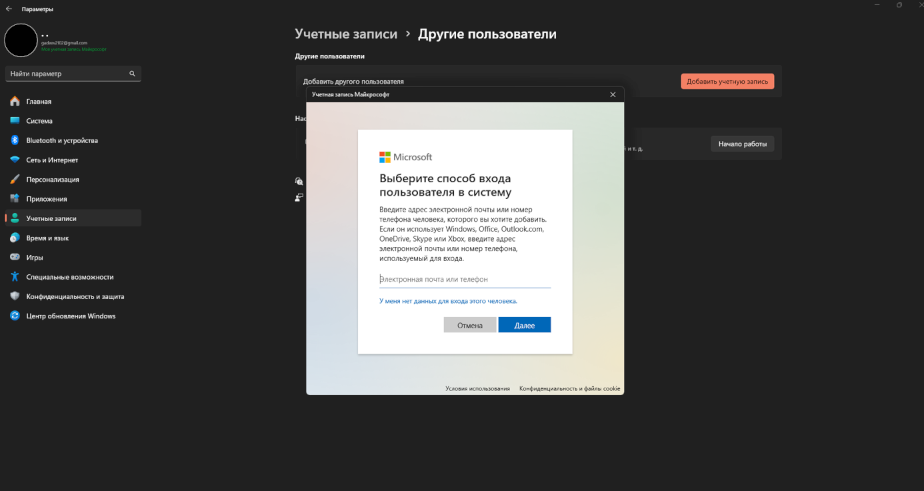 Параметры
Мая учетная запись Майкрософт
Найти параметр
Главная
Система
Bluetooth и устройства
Сеть и Интернет
Персонализация
Приложения
Учетные записи
Время и язык
Игры
Специальные возможности
Конфиденциальность и защита
Центр обновления Windows
Учетные записи > Другие пользователи
Другие пользователи
Добавить другого пользователя
Добавить учетную запись
Нас
й и т. д.
Начало работы
Учетная запись Майкрософт
Microsoft
Выберите способ входа
пользователя в систему
Введите адрес электронной почты или номер
телефона человека, которого вы хотите добавить.
Если он использует Windows, Office, Outlook.com,
OneDrive, Skype или Xbox, введите адрес
электронной почты или номер телефона,
используемый для входа.
Электронная почта или телефон
У меня нет данных для входа этого человека.
Отмена
Далее
Условия использования
Конфиденциальность и файлы cookie